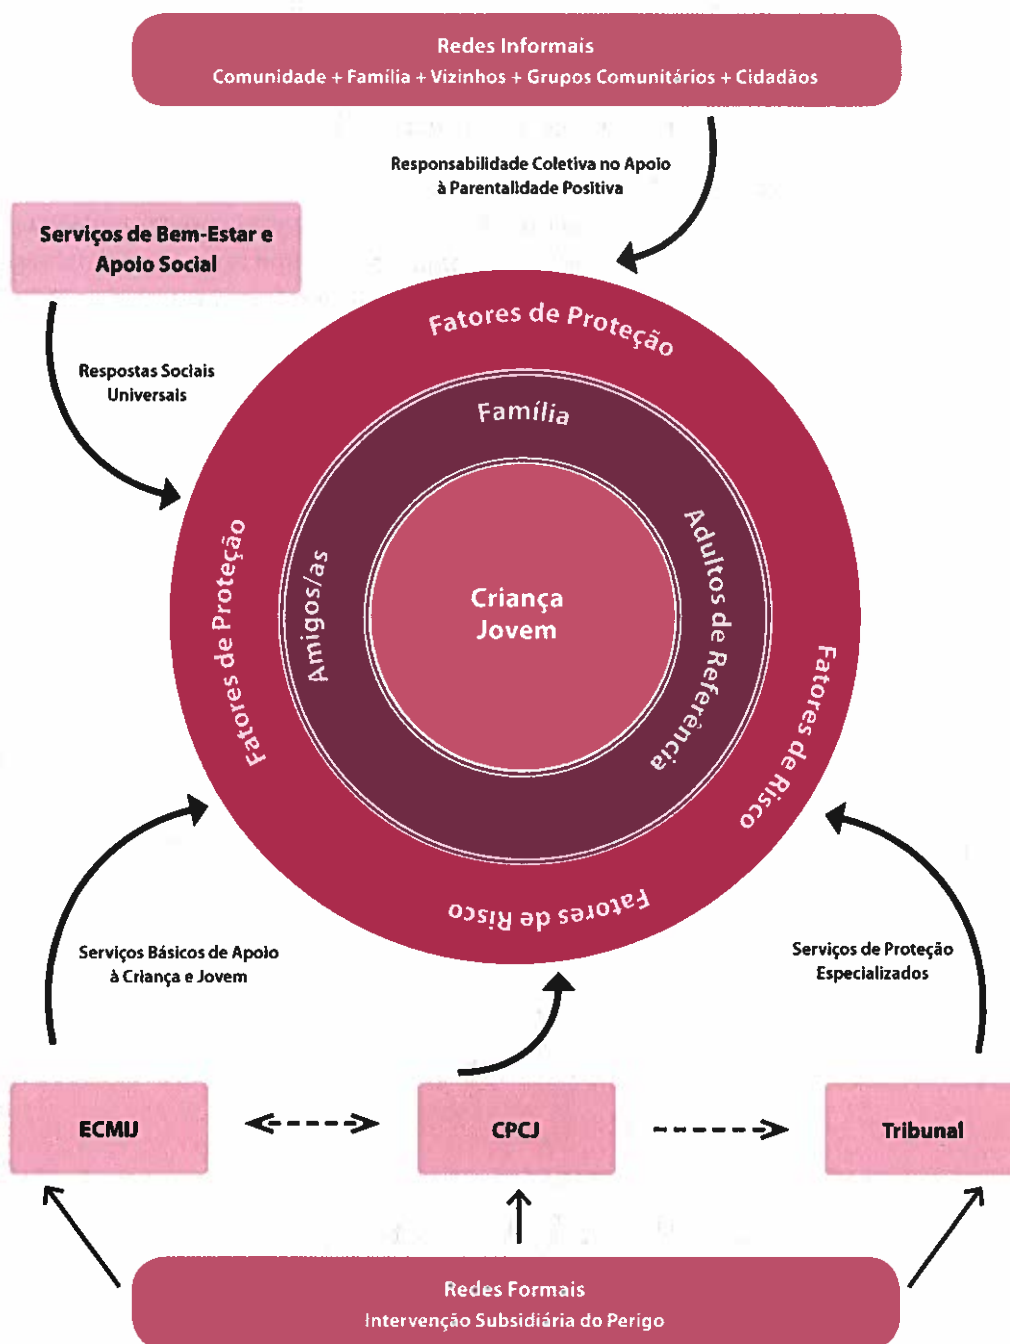 Redes Informais
Comunidade + Família + Vizinhos + Grupos Comunitários + Cidadãos
Responsabilidade Coletiva no Apoio
à Parentalidade Positiva
Serviços de Bem-Estar e
Apoio Social
Respostas Sociais
Universais
Fatores de Proteção
Família
Fatores de Proteção
Amigos/as
Criança
Jovem
Adultos de Referência
Fatores de Risco
Fatores de Risco
Serviços Básicos de Apoio
à Criança e Jovem
Serviços de Proteção
Especializados
ECMIJ
CPCJ
Tribunal
Redes Formais
Intervenção Subsidiária do Perigo